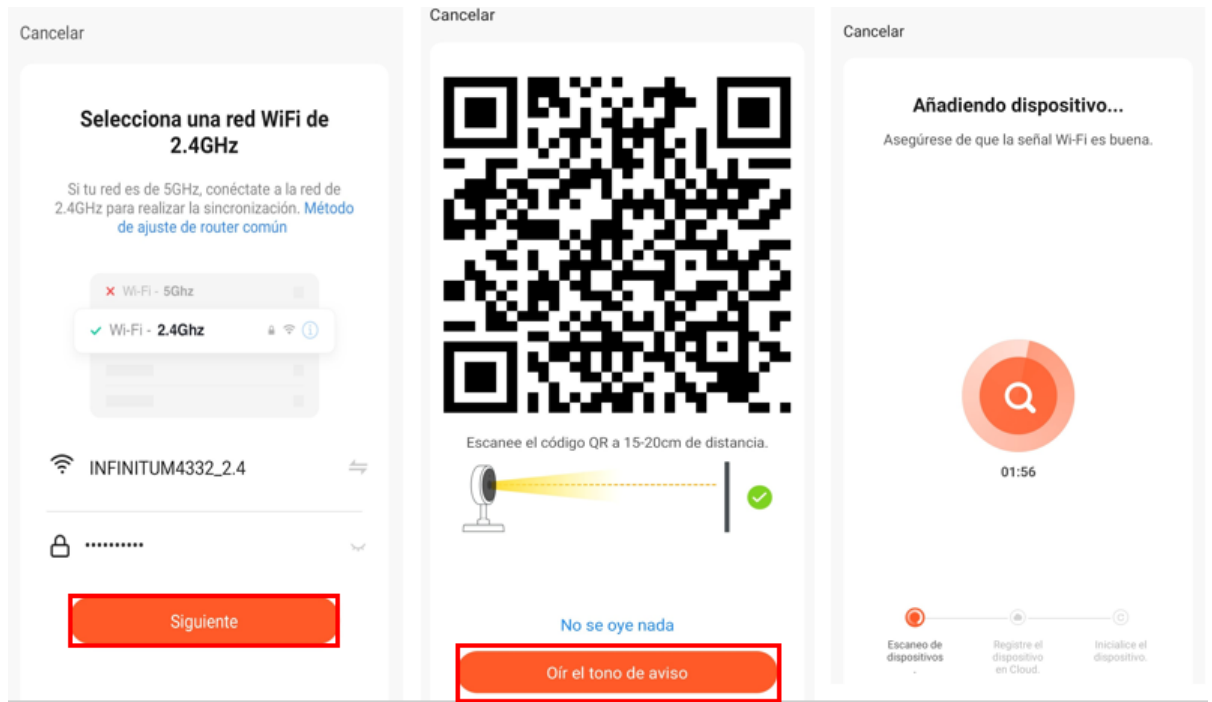 Cancelar
Selecciona una red WiFi de
2.4GHz
Si tu red es de 5GHz, conéctate a la red de
2.4GHz para realizar la sincronización. Método
de ajuste de router común
Wi-Fi - 5Ghz
Wi-Fi - 2.4Ghz
INFINITUM4332_2.4
••••••••••
Siguiente
Cancelar
Escanee el código QR a 15-20cm de distancia.
No se oye nada
Oír el tono de aviso
Cancelar
Añadiendo dispositivo...
Asegúrese de que la señal Wi-Fi es buena.
01:56
Escaneo de
dispositivos
.
Registre el
dispositivo
en Cloud.
Inicialice el
dispositivo.